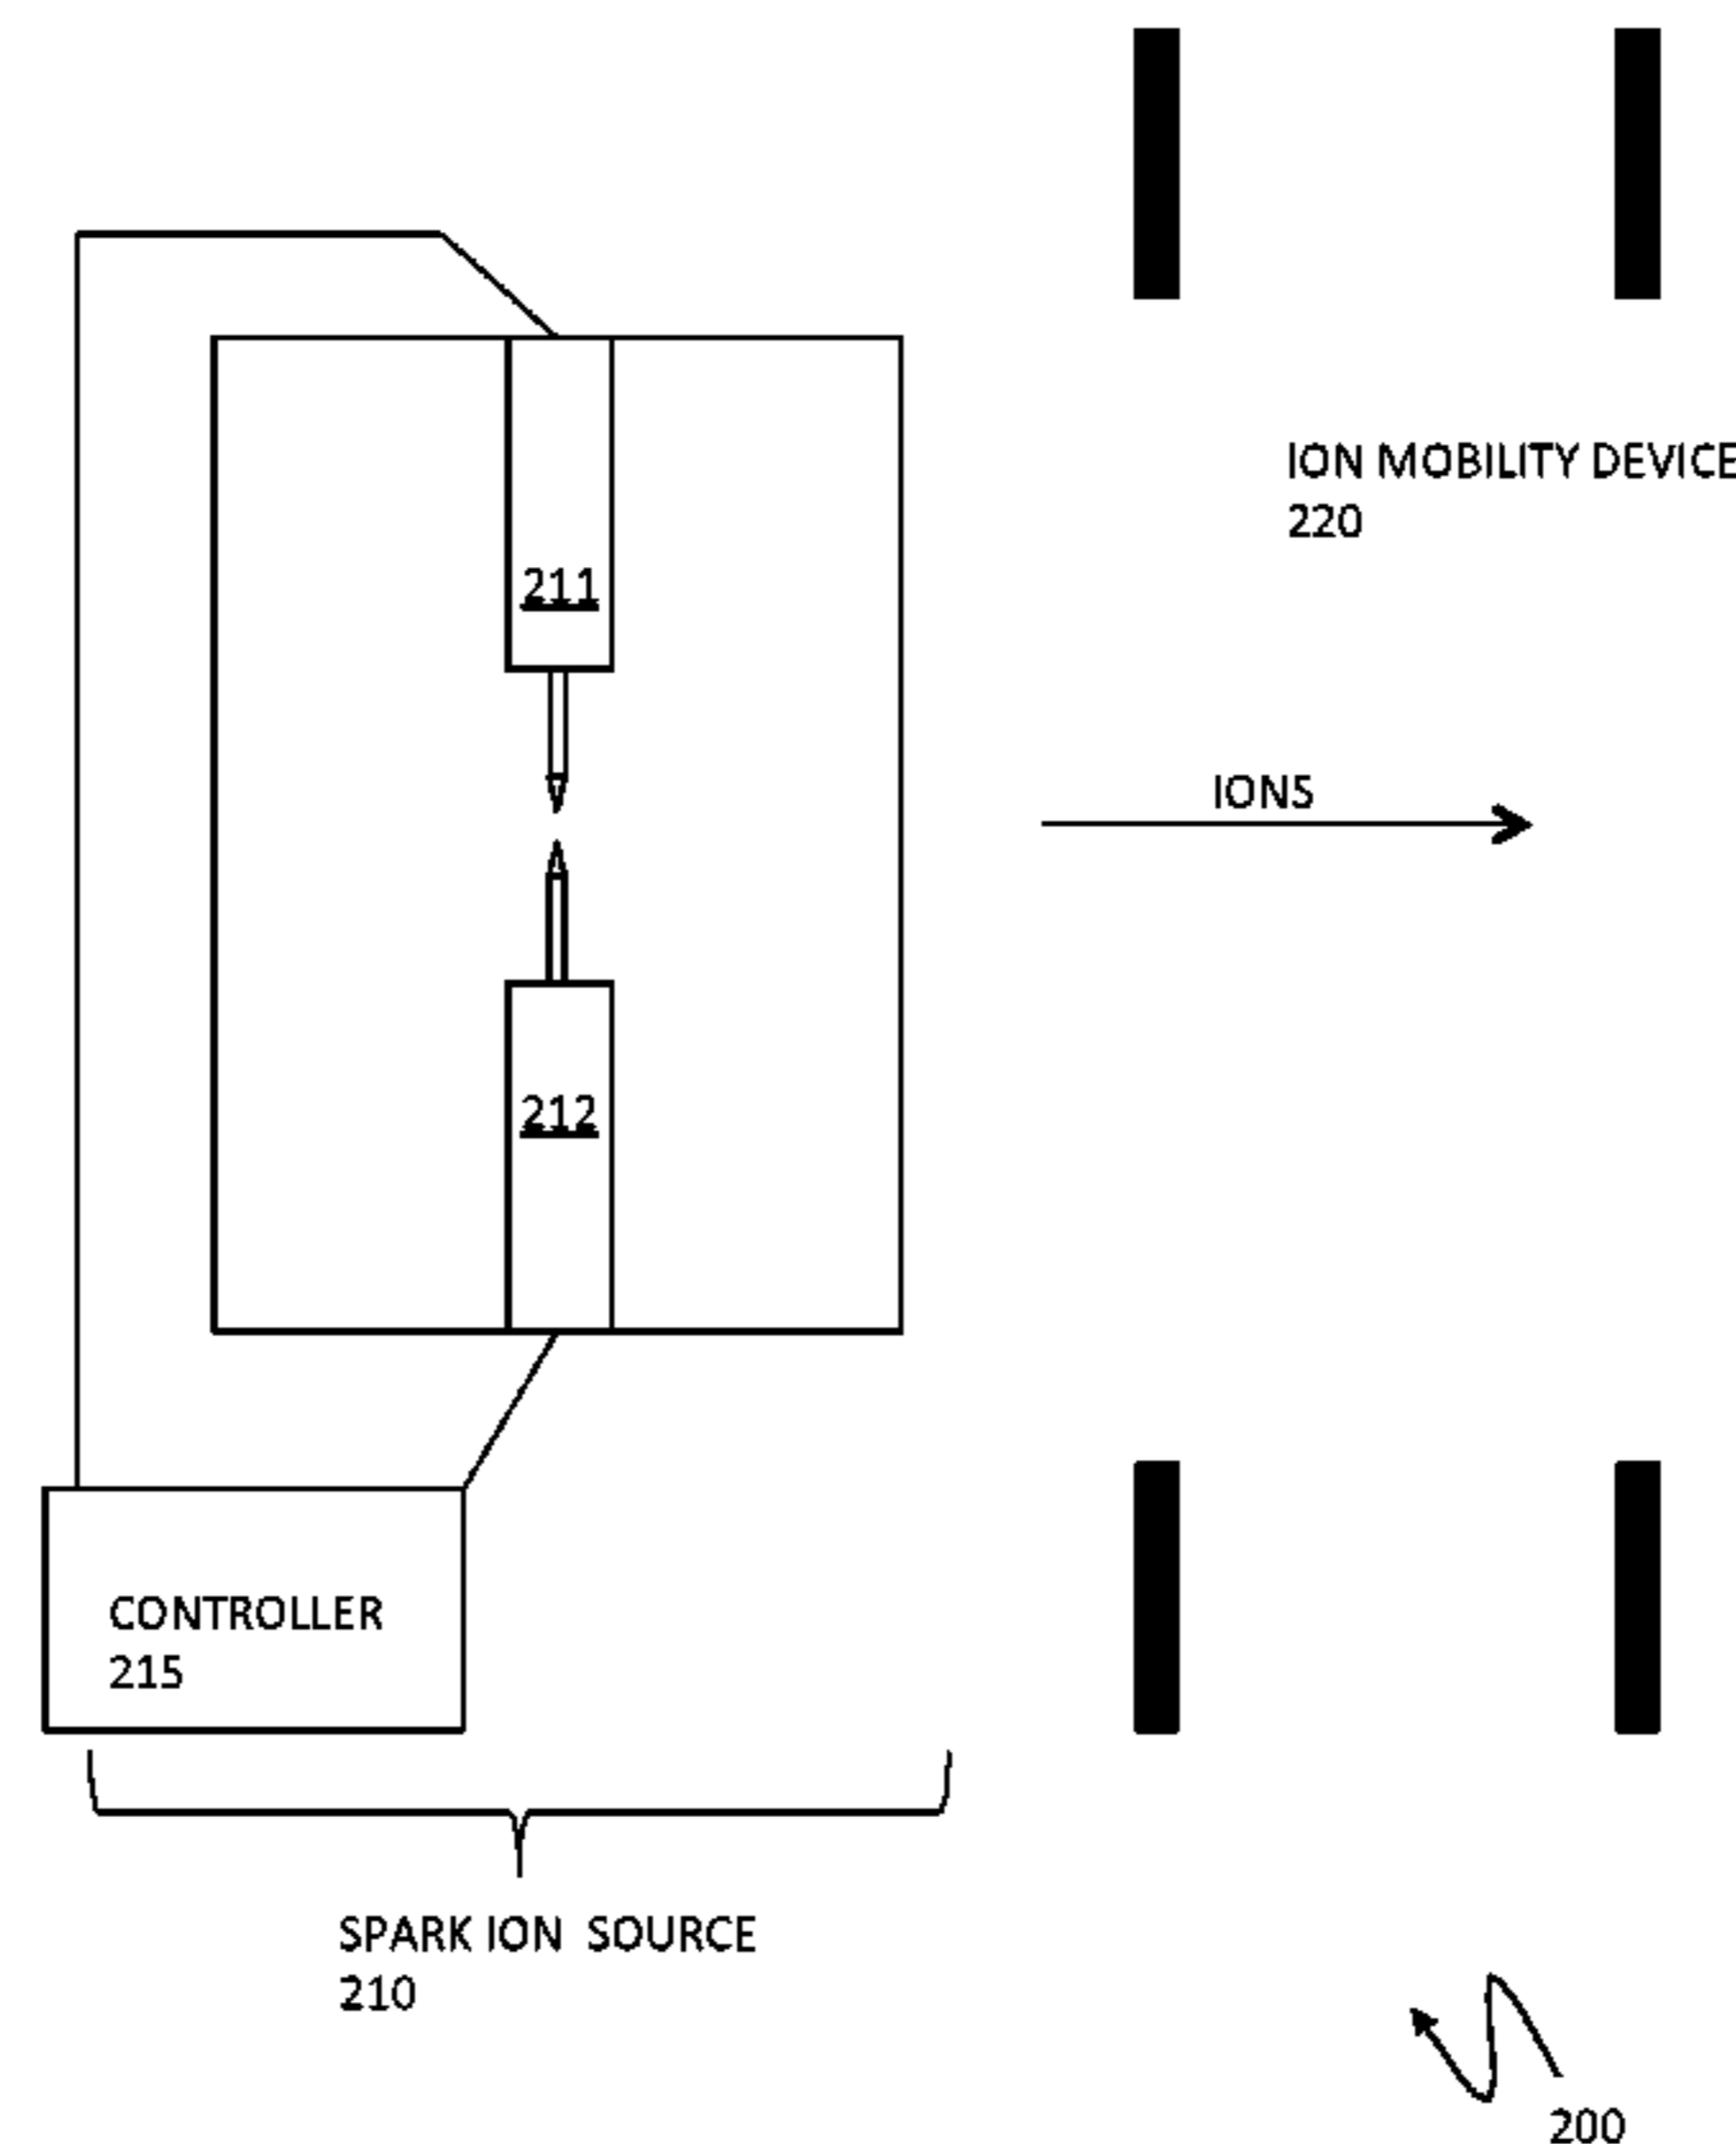 ION MOBILITY DEVICE
220
211
IONS
212
CONTROLLER
215
SPARK ION SOURCE
210
200